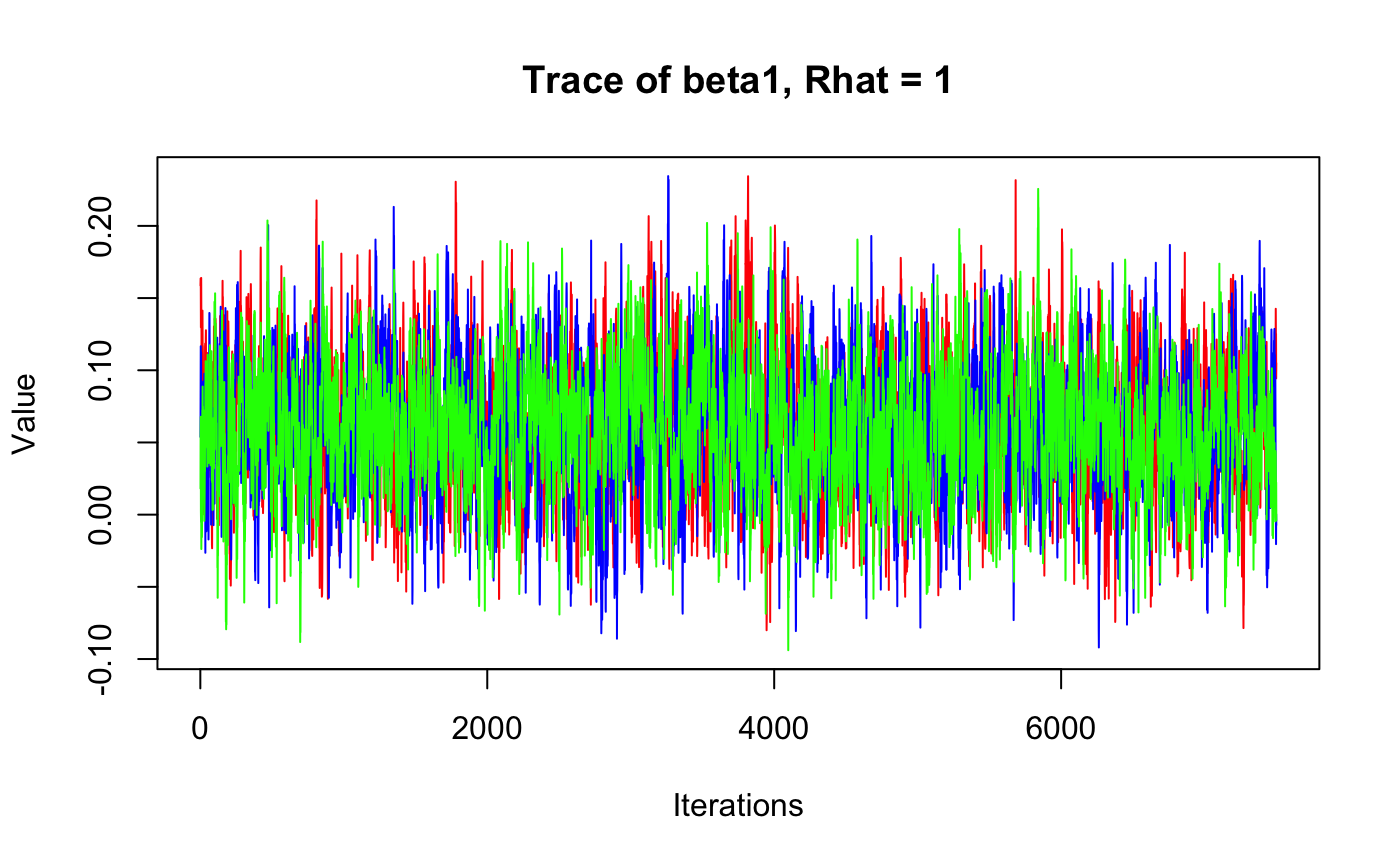 Trace of beta1, Rhat = 1
Value
0.20
0.10
0.00
-0.10
0 2000 4000 6000
Iterations